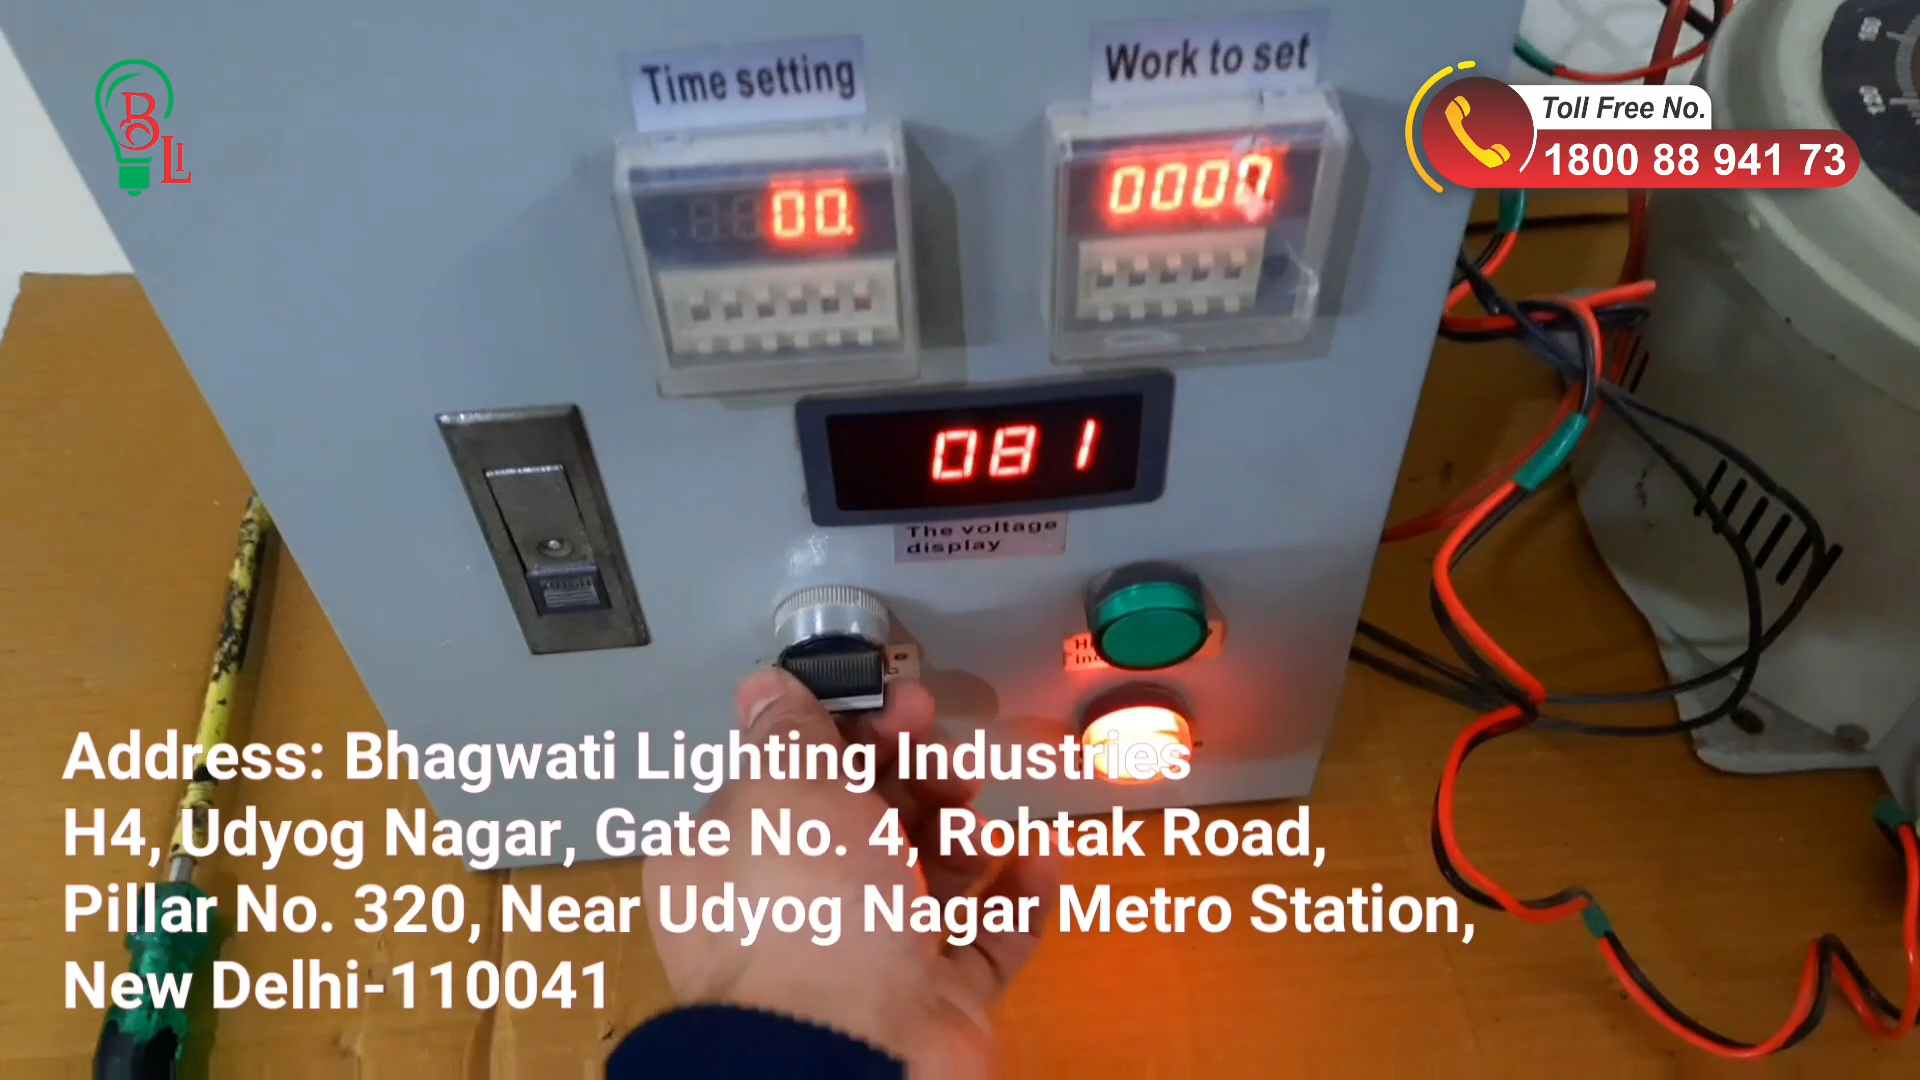 Time setting
Work to set
BLI
Toll Free No.
1800 88 941 73
00.
0000
081
The voltage
display
Address: Bhagwati Lighting Industries
H4, Udyog Nagar, Gate No. 4, Rohtak Road,
Pillar No. 320, Near Udyog Nagar Metro Station,
New Delhi-110041